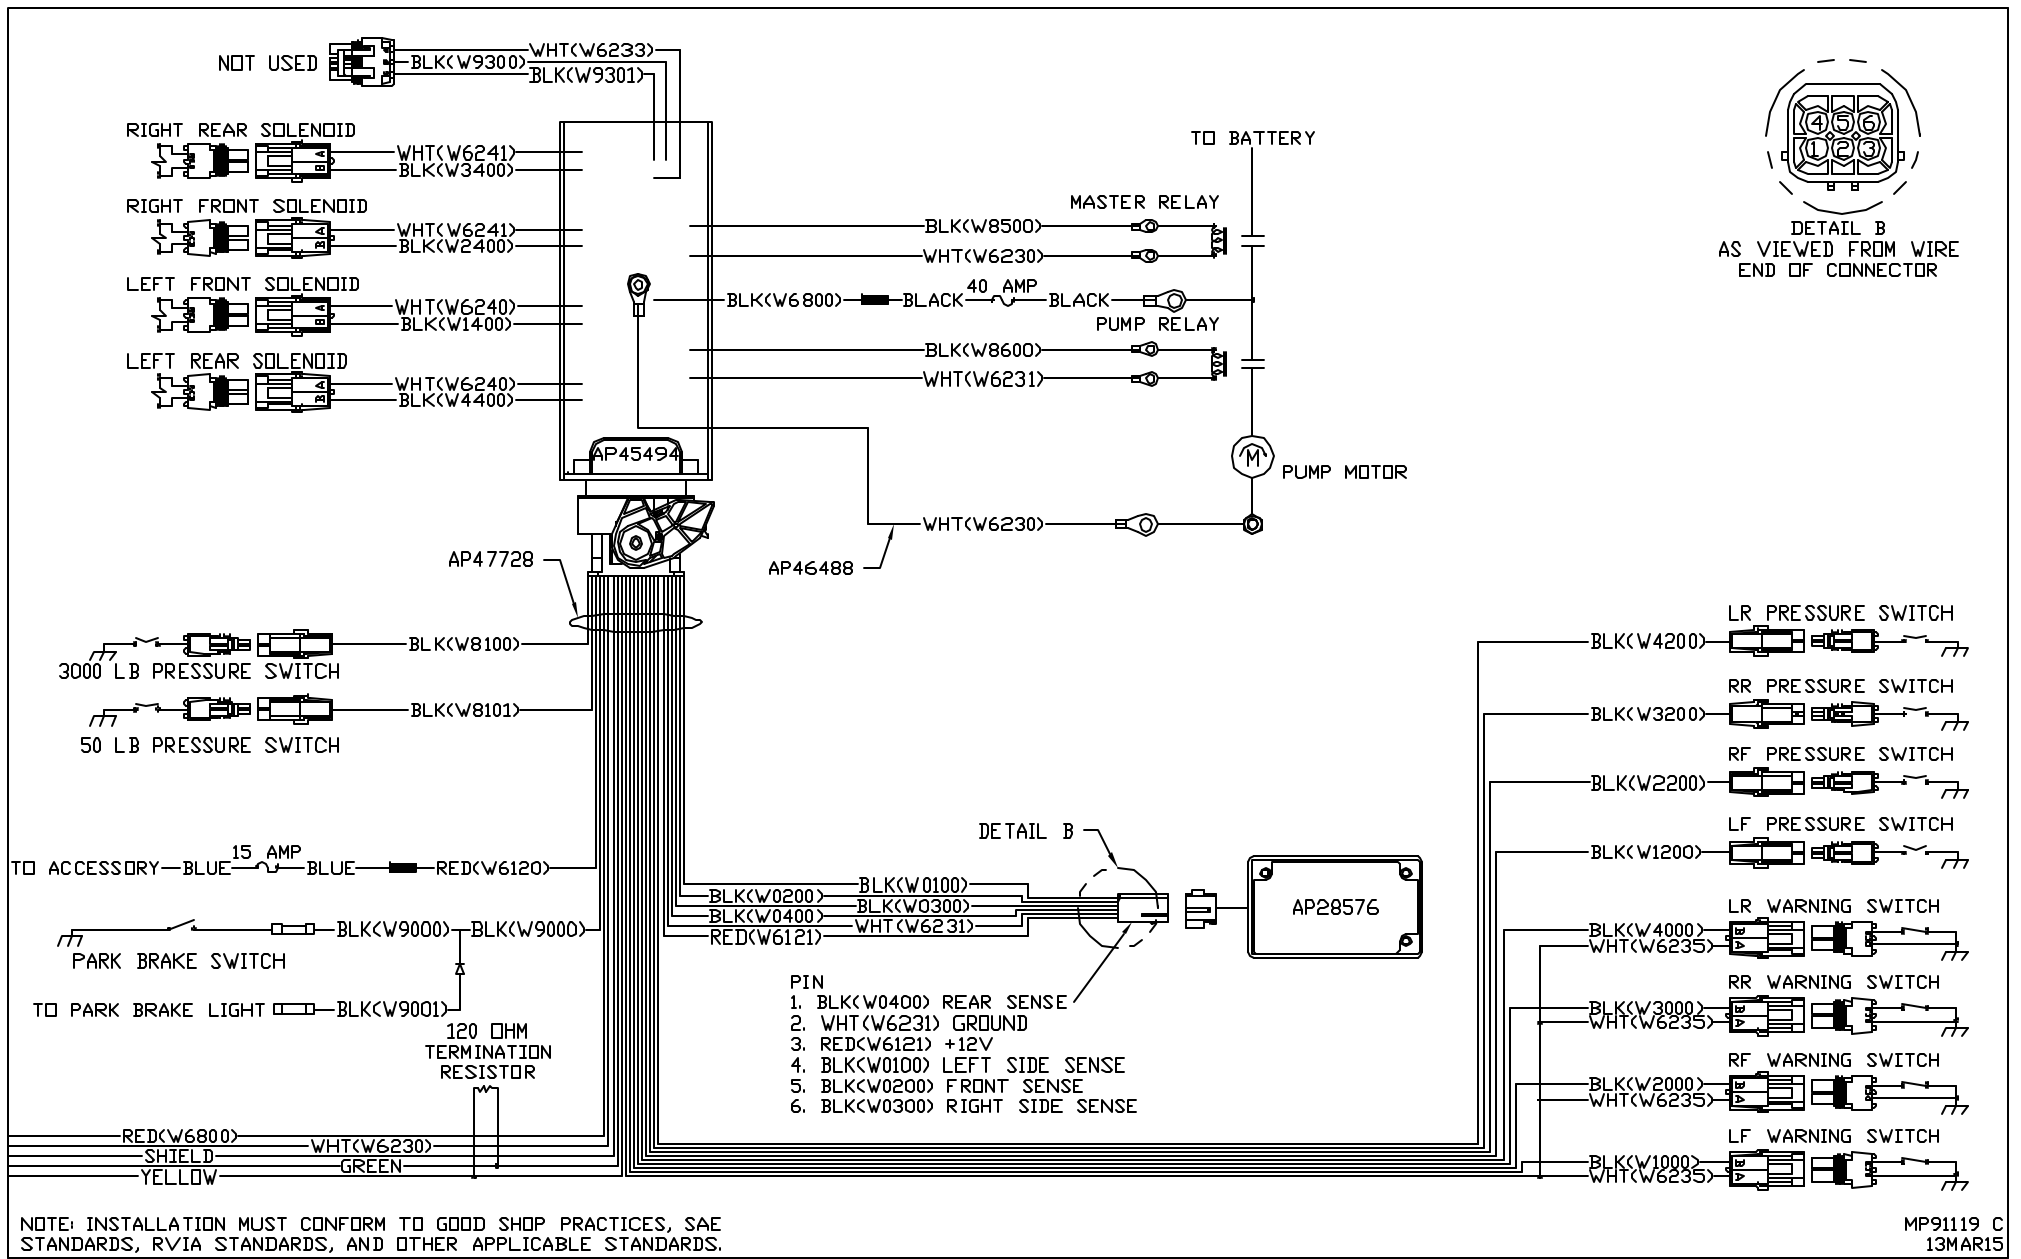 NOT USED
WHT(W6233)
BLK(W9300)
BLK(W9301)
RIGHT REAR SOLENOID
A
B
WHT(W6241)
BLK(W3400)
RIGHT FRONT SOLENOID
A
B
WHT(W6241)
BLK(W2400)
LEFT FRONT SOLENOID
A
B
WHT(W6240)
BLK(W1400)
LEFT REAR SOLENOID
A
B
WHT(W6240)
BLK(W4400)
AP45494
TO BATTERY
MASTER RELAY
BLK(W8500)
WHT(W6230)
BLK(W6800)
BLACK
40 AMP
BLACK
PUMP RELAY
BLK(W8600)
WHT(W6231)
M
PUMP MOTOR
WHT(W6230)
AP46488
AP47728
4 5 6
1 2 3
DETAIL B
AS VIEWED FROM WIRE
END OF CONNECTOR
BLK(W8100)
3000 LB PRESSURE SWITCH
BLK(W8101)
50 LB PRESSURE SWITCH
TO ACCESSORY
BLUE
15 AMP
BLUE
RED(W6120)
BLK(W9000)
BLK(W9000)
PARK BRAKE SWITCH
TO PARK BRAKE LIGHT
BLK(W9001)
120 OHM
TERMINATION
RESISTOR
RED(W6800)
WHT(W6230)
SHIELD
GREEN
YELLOW
DETAIL B
BLK(W0100)
BLK(W0200)
BLK(W0300)
BLK(W0400)
WHT(W6231)
RED(W6121)
AP28576
PIN
1. BLK(W0400) REAR SENSE
2. WHT(W6231) GROUND
3. RED(W6121) +12V
4. BLK(W0100) LEFT SIDE SENSE
5. BLK(W0200) FRONT SENSE
6. BLK(W0300) RIGHT SIDE SENSE
LR PRESSURE SWITCH
BLK(W4200)
RR PRESSURE SWITCH
BLK(W3200)
RF PRESSURE SWITCH
BLK(W2200)
LF PRESSURE SWITCH
BLK(W1200)
LR WARNING SWITCH
BLK(W4000)
WHT(W6235)
B
A
RR WARNING SWITCH
BLK(W3000)
WHT(W6235)
B
A
RF WARNING SWITCH
BLK(W2000)
WHT(W6235)
B
A
LF WARNING SWITCH
BLK(W1000)
WHT(W6235)
B
A
NOTE: INSTALLATION MUST CONFORM TO GOOD SHOP PRACTICES, SAE
STANDARDS, RVIA STANDARDS, AND OTHER APPLICABLE STANDARDS.
MP91119 C
13MAR15